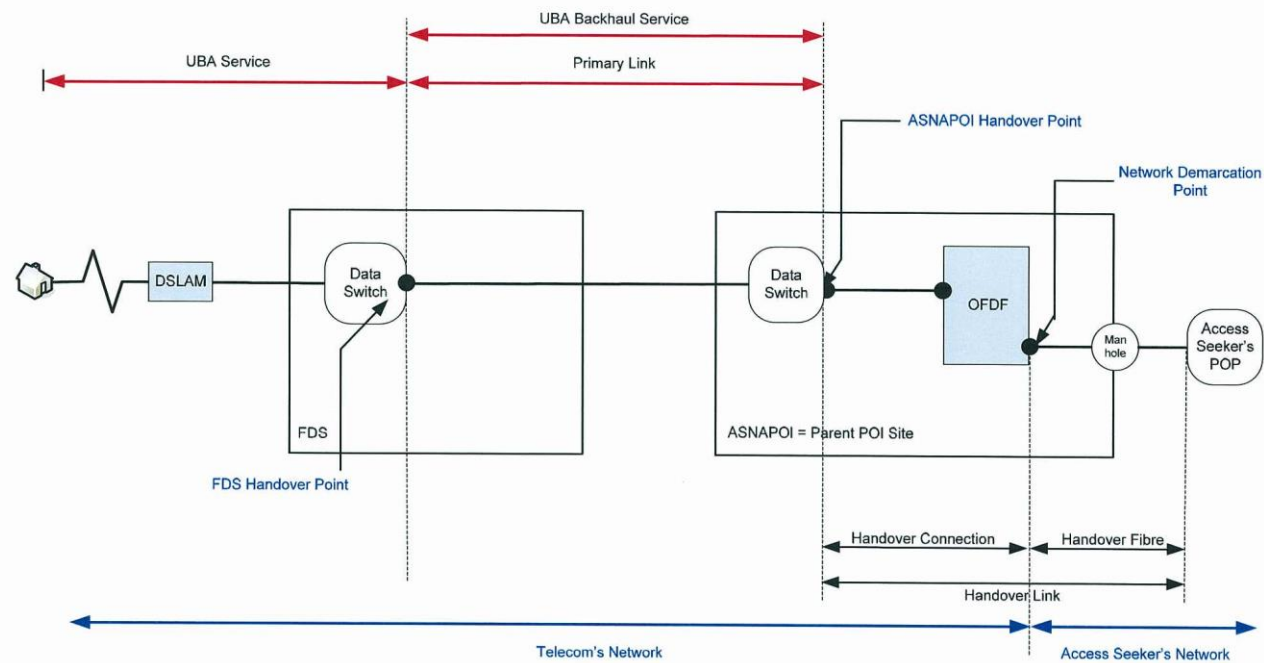 UBA Backhaul Service
UBA Service
Primary Link
ASNAPOI Handover Point
Network Demarcation
Point
DSLAM
Data
Switch
Data
Switch
OFDF
Man
hole
Access
Seeker's
POP
FDS
ASNAPOI = Parent POI Site
FDS Handover Point
Handover Connection
Handover Fibre
Handover Link
Telecom's Network
Access Seeker's Network